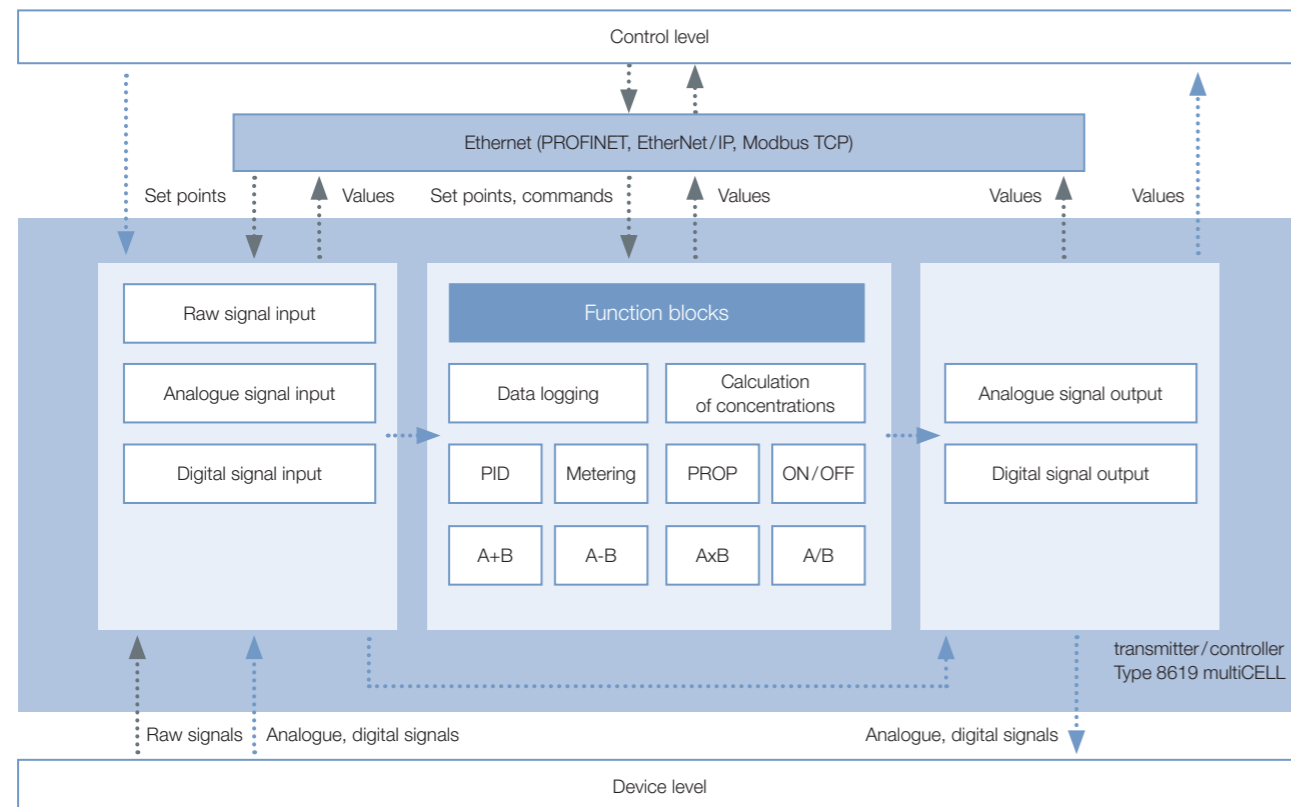 Control level
Ethernet (PROFINET, EtherNet/IP, Modbus TCP)
Set points
Values
Set points, commands
Values
Values
Values
Raw signal input
Analogue signal input
Digital signal input
Function blocks
Data logging
Calculation
of concentrations
PID
Metering
PROP
ON/OFF
A+B
A-B
AxB
A/B
Analogue signal output
Digital signal output
transmitter/controller
Type 8619 multiCELL
Raw signals
Analogue, digital signals
Analogue, digital signals
Device level